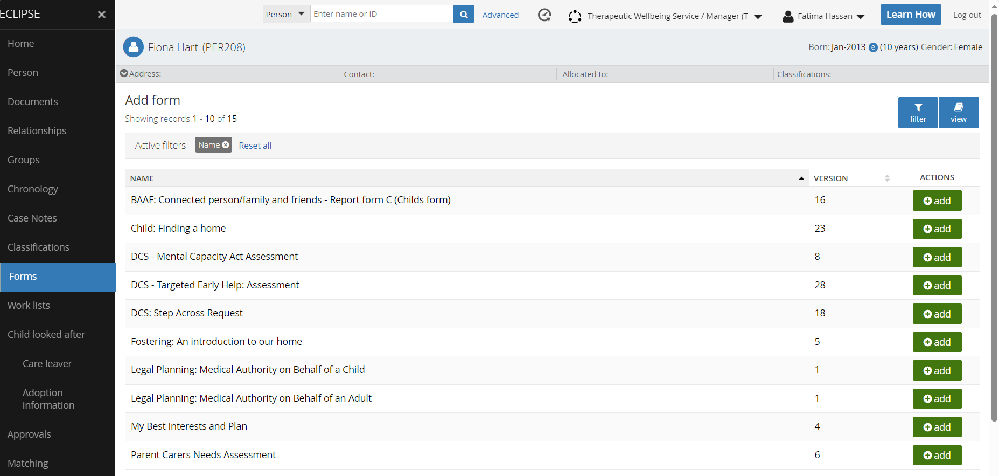 ECLIPSE
Person
Enter name or ID
Advanced
Therapeutic Wellbeing Service / Manager (T
Fatima Hassan
Learn How
Log out
Home
Person
Documents
Relationships
Groups
Chronology
Case Notes
Classifications
Forms
Work lists
Child looked after
Care leaver
Adoption
information
Approvals
Matching
Fiona Hart (PER208)
Born: Jan-2013 e (10 years) Gender: Female
Address:
Contact:
Allocated to:
Classifications:
Add form
Showing records 1 - 10 of 15
filter
view
Active filters Name Reset all
NAME VERSION ACTIONS
BAAF: Connected person/family and friends - Report form C (Childs form) 16 add
Child: Finding a home 23 add
DCS - Mental Capacity Act Assessment 8 add
DCS - Targeted Early Help: Assessment 28 add
DCS: Step Across Request 18 add
Fostering: An introduction to our home 5 add
Legal Planning: Medical Authority on Behalf of a Child 1 add
Legal Planning: Medical Authority on Behalf of an Adult 1 add
My Best Interests and Plan 4 add
Parent Carers Needs Assessment 6 add